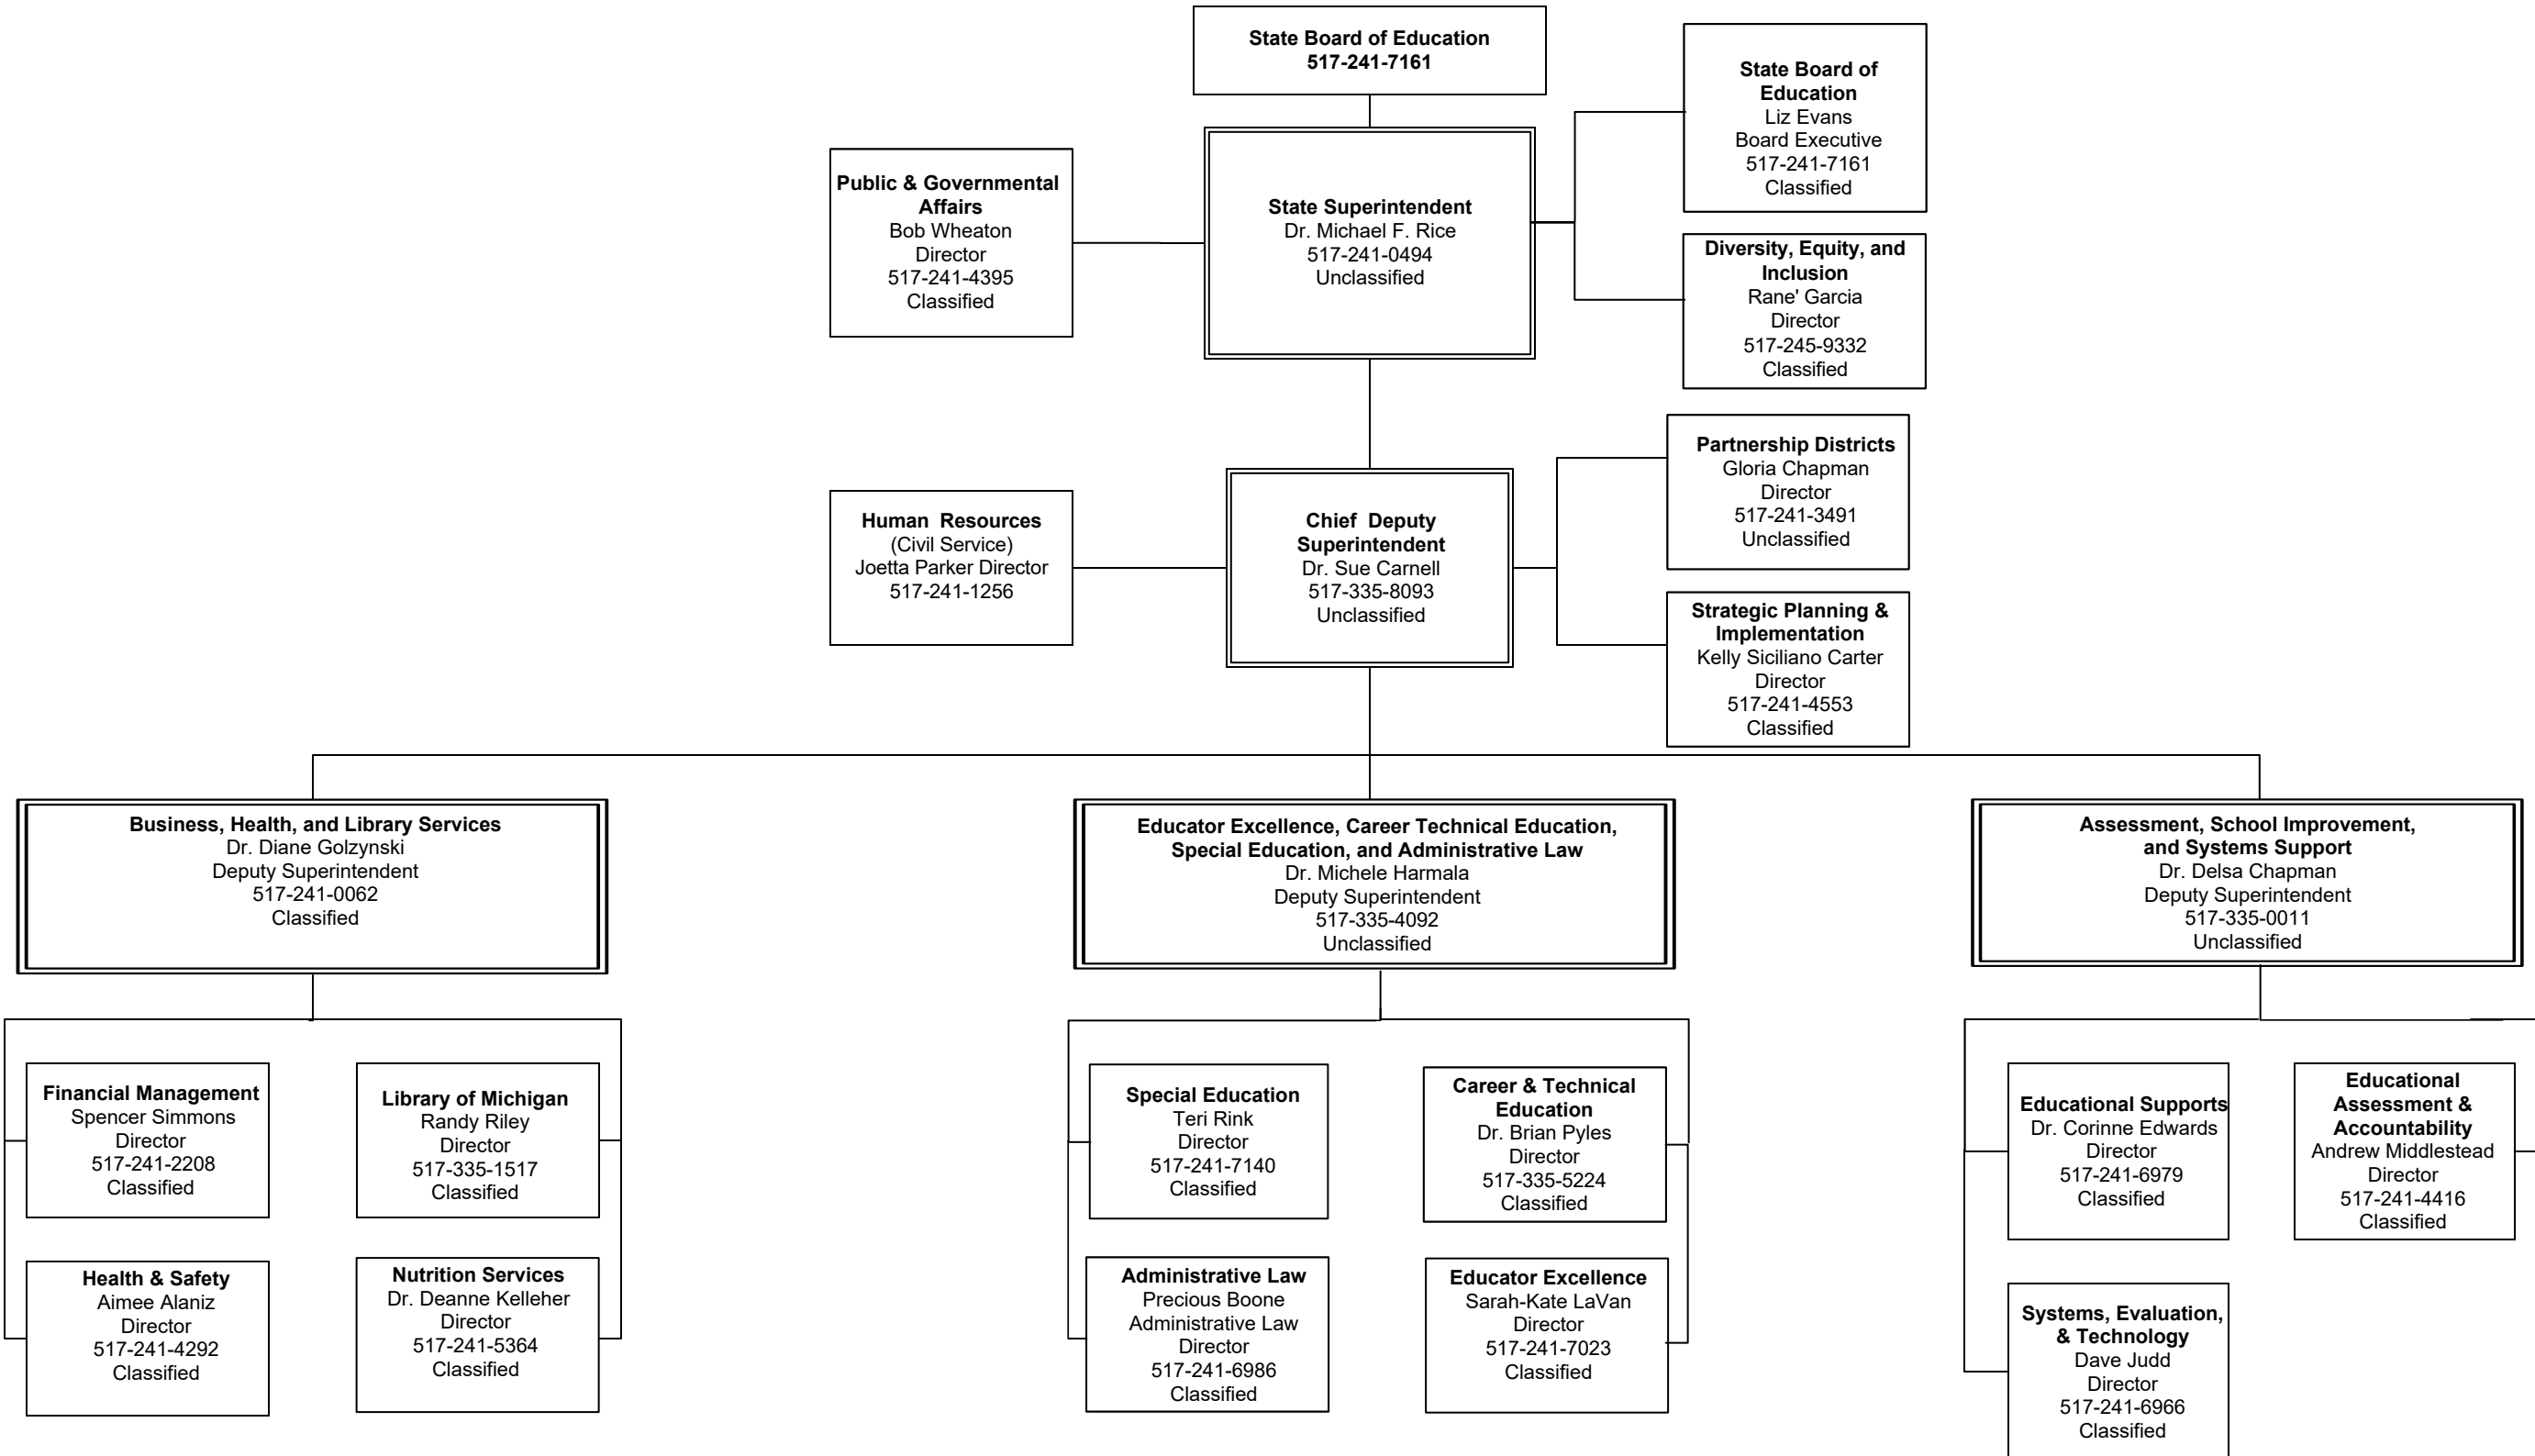 State Board of Education
517-241-7161
State Board of
Education
Liz Evans
Board Executive
517-241-7161
Classified
Public & Governmental
Affairs
Bob Wheaton
Director
517-241-4395
Classified
State Superintendent
Dr. Michael F. Rice
517-241-0494
Unclassified
Diversity, Equity, and
Inclusion
Rane' Garcia
Director
517-245-9332
Classified
Partnership Districts
Gloria Chapman
Director
517-241-3491
Unclassified
Human Resources
(Civil Service)
Joetta Parker Director
517-241-1256
Chief Deputy
Superintendent
Dr. Sue Carnell
517-335-8093
Unclassified
Strategic Planning &
Implementation
Kelly Siciliano Carter
Director
517-241-4553
Classified
Business, Health, and Library Services
Dr. Diane Golzynski
Deputy Superintendent
517-241-0062
Classified
Educator Excellence, Career Technical Education,
Special Education, and Administrative Law
Dr. Michele Harmala
Deputy Superintendent
517-335-4092
Unclassified
Assessment, School Improvement,
and Systems Support
Dr. Delsa Chapman
Deputy Superintendent
517-335-0011
Unclassified
Financial Management
Spencer Simmons
Director
517-241-2208
Classified
Library of Michigan
Randy Riley
Director
517-335-1517
Classified
Special Education
Teri Rink
Director
517-241-7140
Classified
Career & Technical
Education
Dr. Brian Pyles
Director
517-335-5224
Classified
Educational Supports
Dr. Corinne Edwards
Director
517-241-6979
Classified
Educational
Assessment &
Accountability
Andrew Middlestead
Director
517-241-4416
Classified
Health & Safety
Aimee Alaniz
Director
517-241-4292
Classified
Nutrition Services
Dr. Deanne Kelleher
Director
517-241-5364
Classified
Administrative Law
Precious Boone
Administrative Law
Director
517-241-6986
Classified
Educator Excellence
Sarah-Kate LaVan
Director
517-241-7023
Classified
Systems, Evaluation,
& Technology
Dave Judd
Director
517-241-6966
Classified